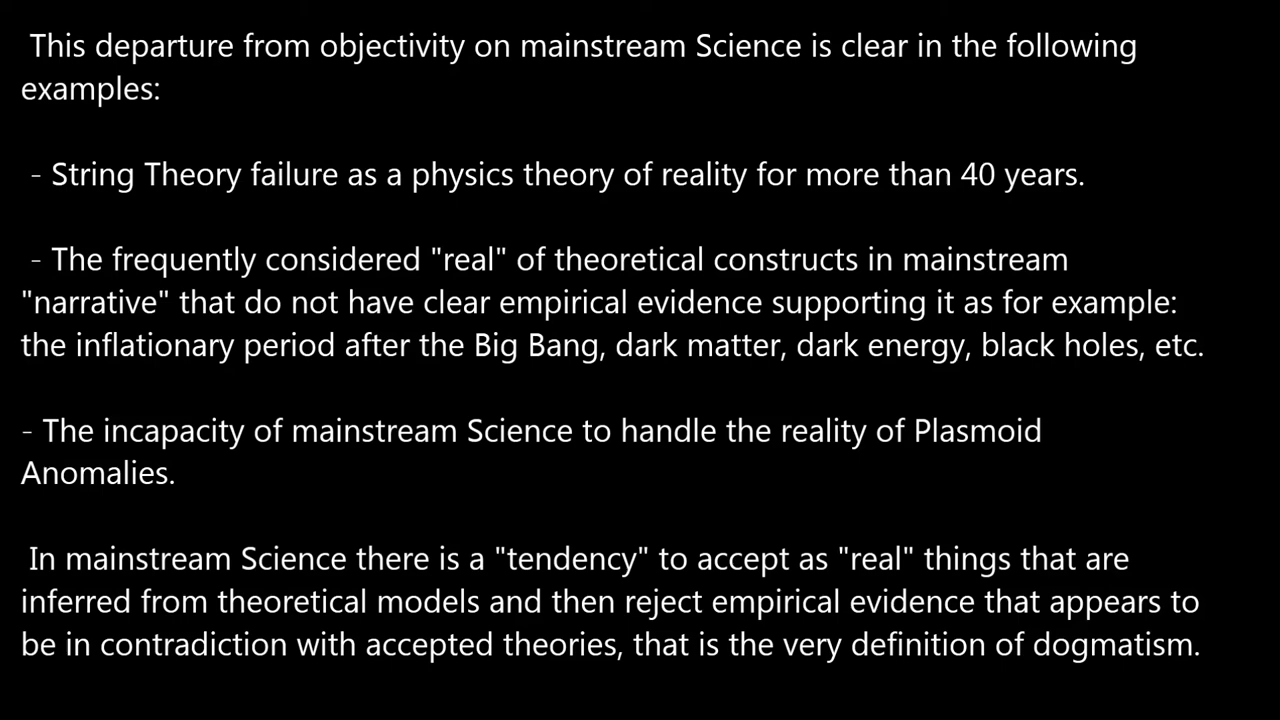 This departure from objectivity on mainstream Science is clear in the following
examples:
- String Theory failure as a physics theory of reality for more than 40 years.
- The frequently considered "real" of theoretical constructs in mainstream
"narrative" that do not have clear empirical evidence supporting it as for example:
the inflationary period after the Big Bang, dark matter, dark energy, black holes, etc.
- The incapacity of mainstream Science to handle the reality of Plasmoid
Anomalies.
In mainstream Science there is a "tendency" to accept as "real" things that are
inferred from theoretical models and then reject empirical evidence that appears to
be in contradiction with accepted theories, that is the very definition of dogmatism.